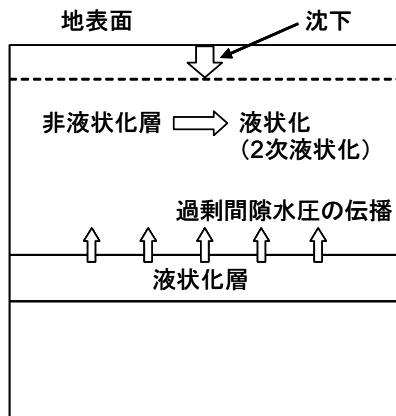 地表面
沈下
非液状化層
液状化
(2次液状化)
過剰間隙水圧の伝播
液状化層